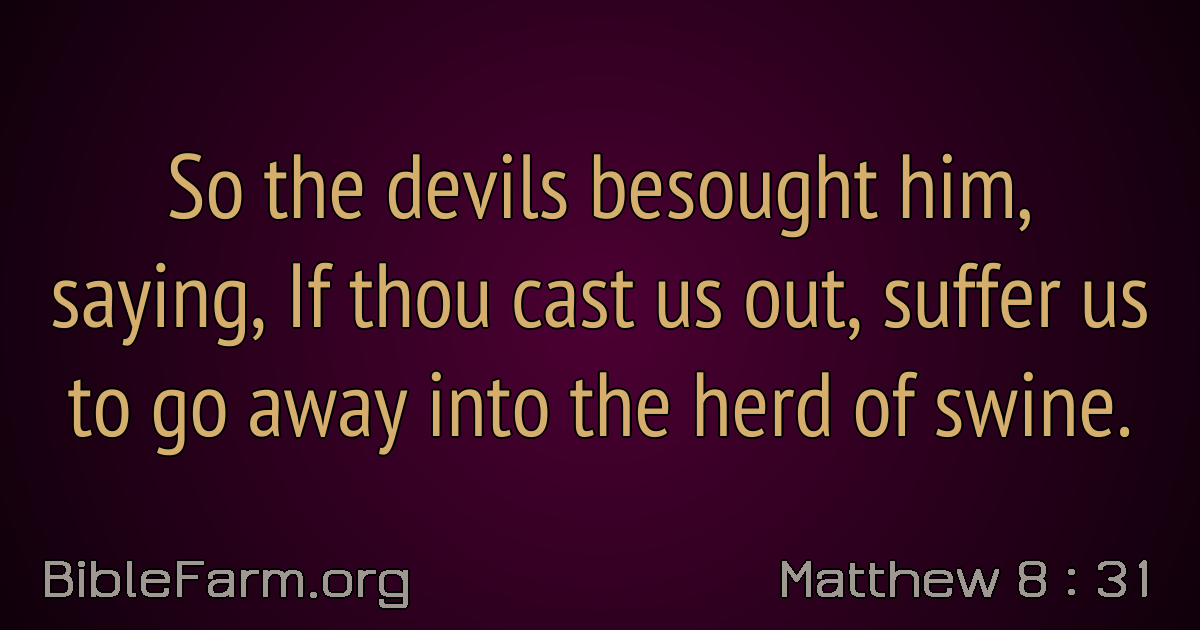 So the devils besought him,
saying, If thou cast us out, suffer us
to go away into the herd of swine.
BibleFarm.org
Matthew 8 : 31